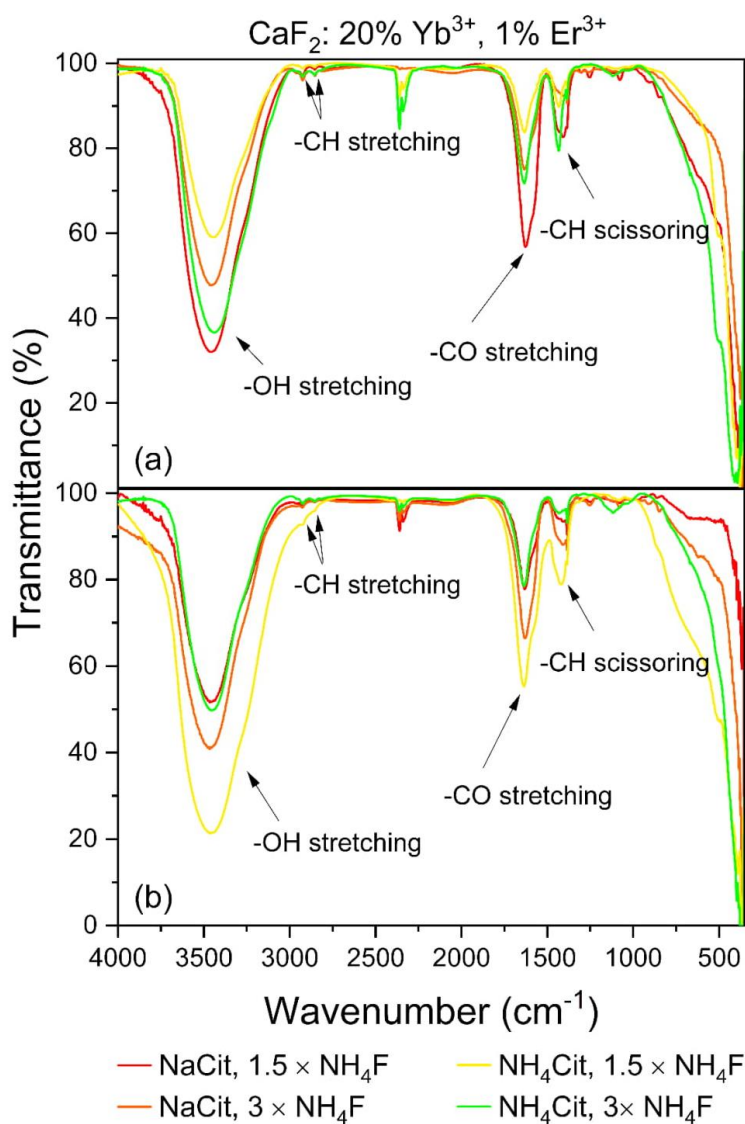 CaF₂: 20% Yb³⁺, 1% Er³⁺
100
80
60
40
20
-CH stretching
-CH scissoring
-CO stretching
-OH stretching
(a)
100
80
60
40
20
0
-CH stretching
-CH scissoring
-CO stretching
-OH stretching
(b)
Transmittance (%)
4000 3500 3000 2500 2000 1500 1000 500
Wavenumber (cm⁻¹)
NaCit, 1.5 × NH₄F
NH₄Cit, 1.5 × NH₄F
NaCit, 3 × NH₄F
NH₄Cit, 3× NH₄F